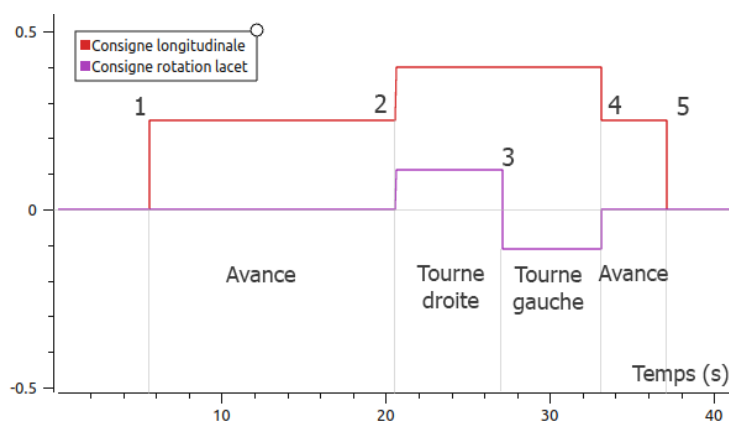 0.5
Consigne longitudinale
Consigne rotation lacet
1
2
3
4
5
0
Avance
Tourne
droite
Tourne
gauche
Avance
Temps (s)
-0.5
10
20
30
40